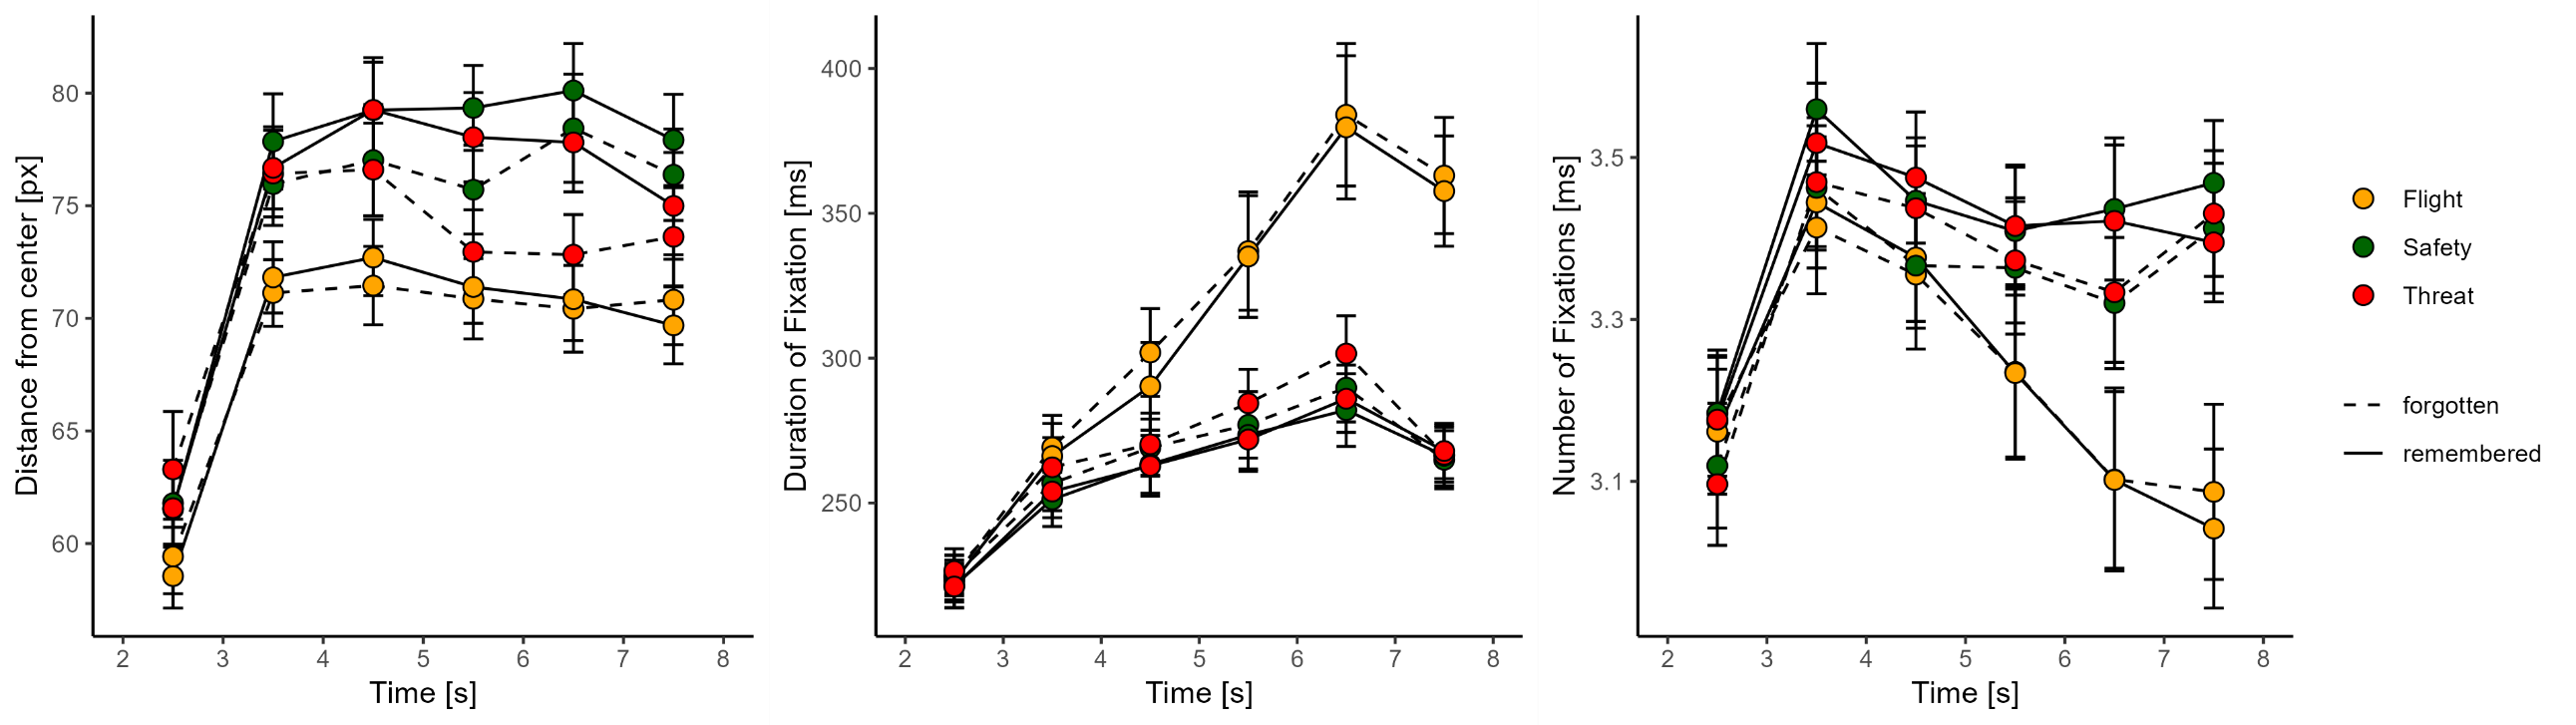 Distance from center [px]
80
75
70
65
60
2 3 4 5 6 7 8
Time [s]
Duration of Fixation [ms]
400
350
300
250
2 3 4 5 6 7 8
Time [s]
Number of Fixations [ms]
3.5
3.3
3.1
2 3 4 5 6 7 8
Time [s]
Flight
Safety
Threat
forgotten
remembered